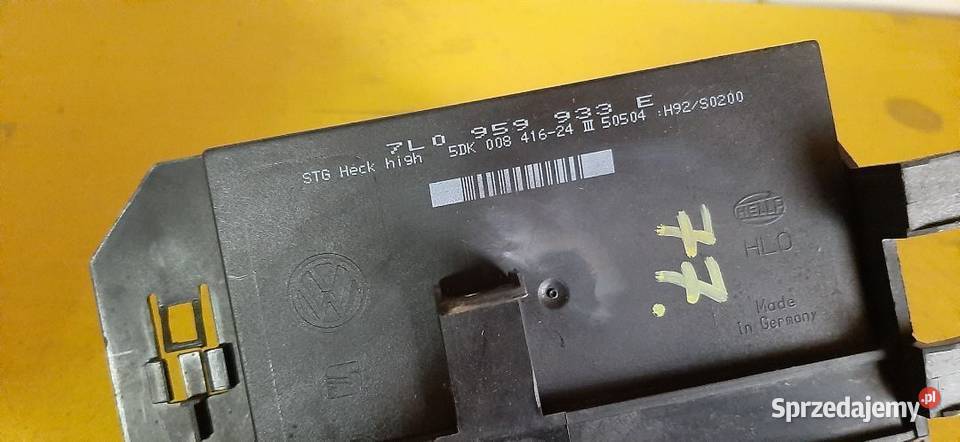 7L0 959 933 E
STG Heck high 5DK 008 416-24 III 50504 :H92/S0200
HELLA
HLO
77.
Made
in Germany
Sprzedajemy.pl